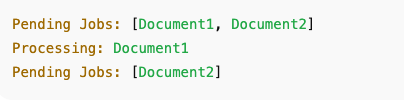 Pending Jobs: [Document1, Document2]
Processing: Document1
Pending Jobs: [Document2]